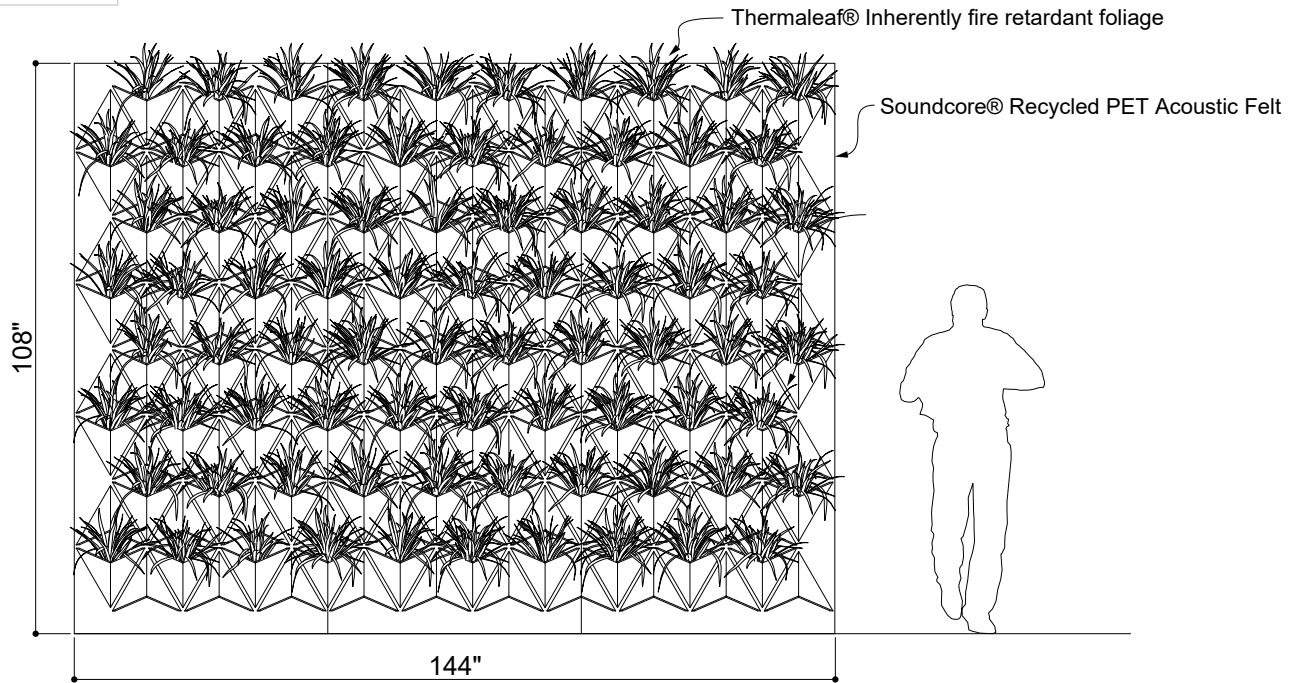 Thermaleaf® Inherently fire retardant foliage
Soundcore® Recycled PET Acoustic Felt
108"
144"